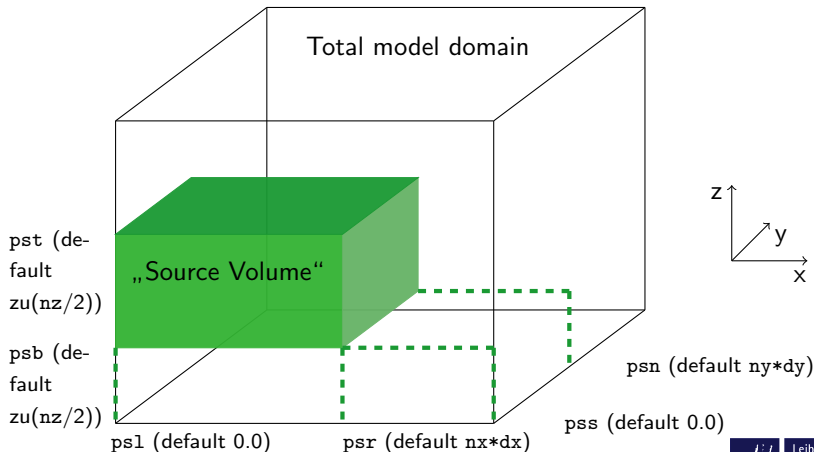 Total model domain
z
y
x
pst (de-
fault
zu(nz/2))
„Source Volume“
psb (de-
fault
zu(nz/2))
psn (default ny*dy)
pss (default 0.0)
psl (default 0.0)
psr (default nx*dx)
Leib